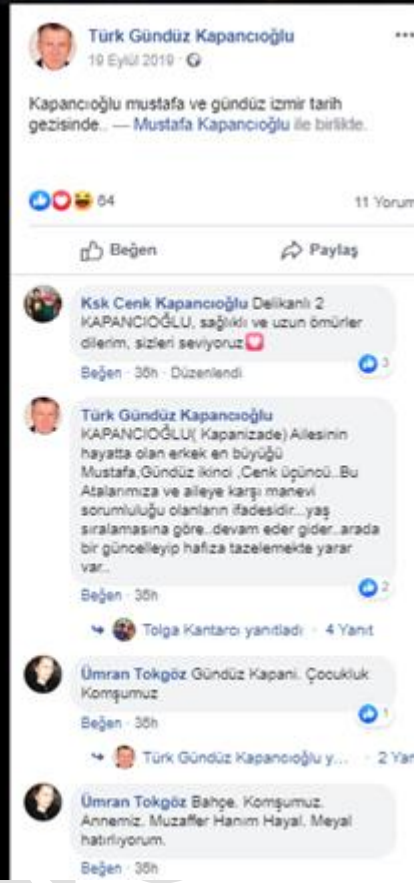 Türk Gündüz Kapancıoğlu
19 Eylül 2019 ·
Kapancıoğlu mustafa ve gündüz izmir tarih
gezisinde.. — Mustafa Kapancıoğlu ile birlikte.
64
11 Yorum
Beğen
Paylaş
Ksk Cenk Kapancıoğlu Delikanlı 2
KAPANCIOĞLU, sağlıklı ve uzun ömürler
dilerim, sizleri seviyoruz
3
Beğen · 36h · Düzenlendi
Türk Gündüz Kapancıoğlu
KAPANCIOĞLU( Kapanizade) Ailesinin
hayatta olan erkek en büyüğü
Mustafa,Gündüz ikinci ,Cenk üçüncü..Bu
Atalarımıza ve aileye karşı manevi
sorumluluğu olanların ifadesidir...yaş
sıralamasına göre..devam eder gider..arada
bir güncelleyip hafıza tazelemekte yarar
var..
2
Beğen · 36h
Tolga Kantarcı yanıtladı · 4 Yanıt
Ümran Tokgöz Gündüz Kapani. Çocukluk
Komşumuz
1
Beğen · 36h
Türk Gündüz Kapancıoğlu y... · 2 Yan
Ümran Tokgöz Bahçe. Komşumuz.
Annemiz. Muzaffer Hanım Hayal. Meyal
hatırlıyorum.
Beğen · 36h